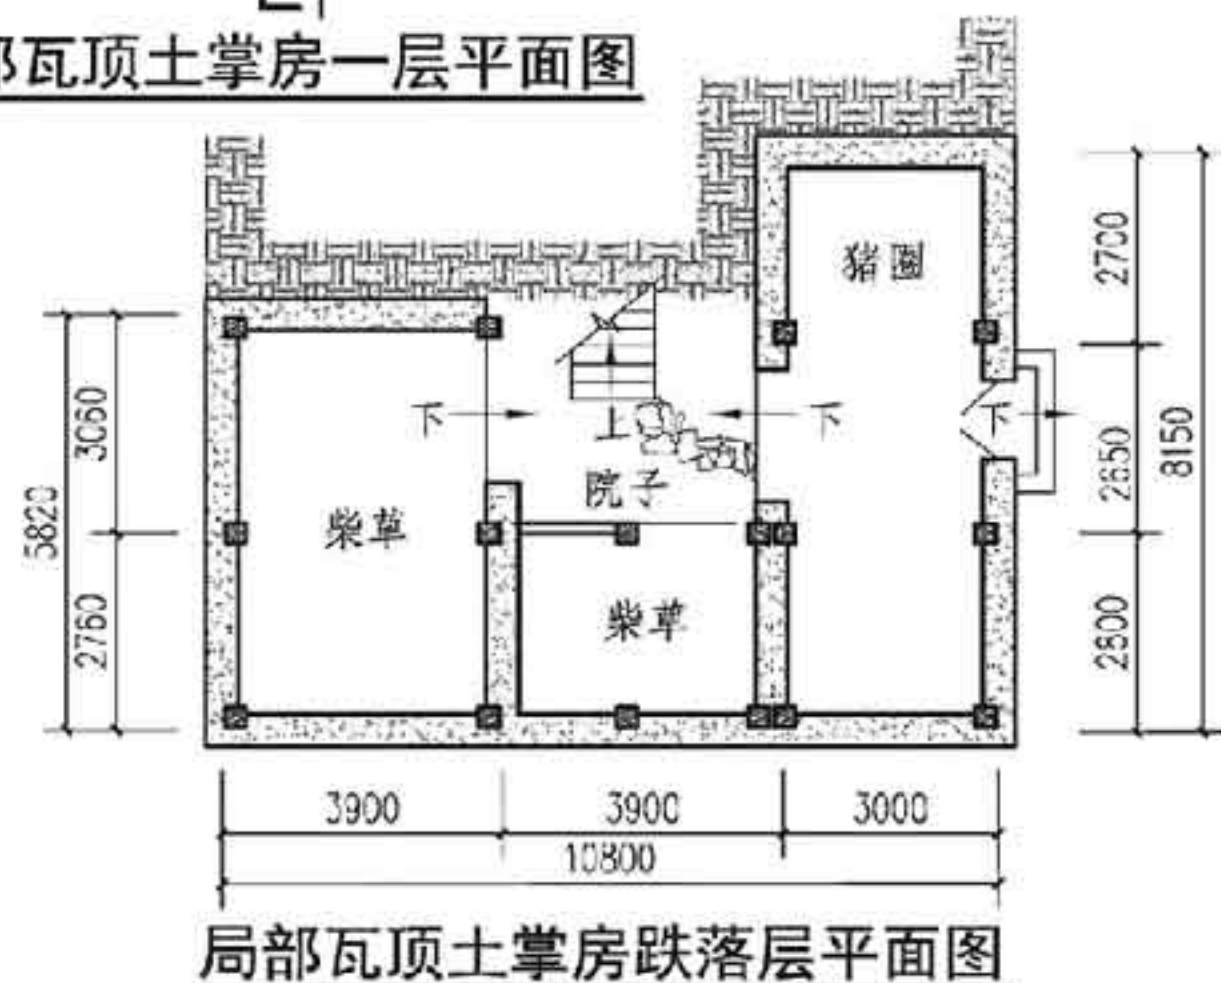 部瓦顶土掌房一层平面图
猪圈
2700
下
下
下
3060
上
2650
8150
院子
5820
柴草
柴草
2760
2800
3900
3900
3000
10800
局部瓦顶土掌房跌落层平面图